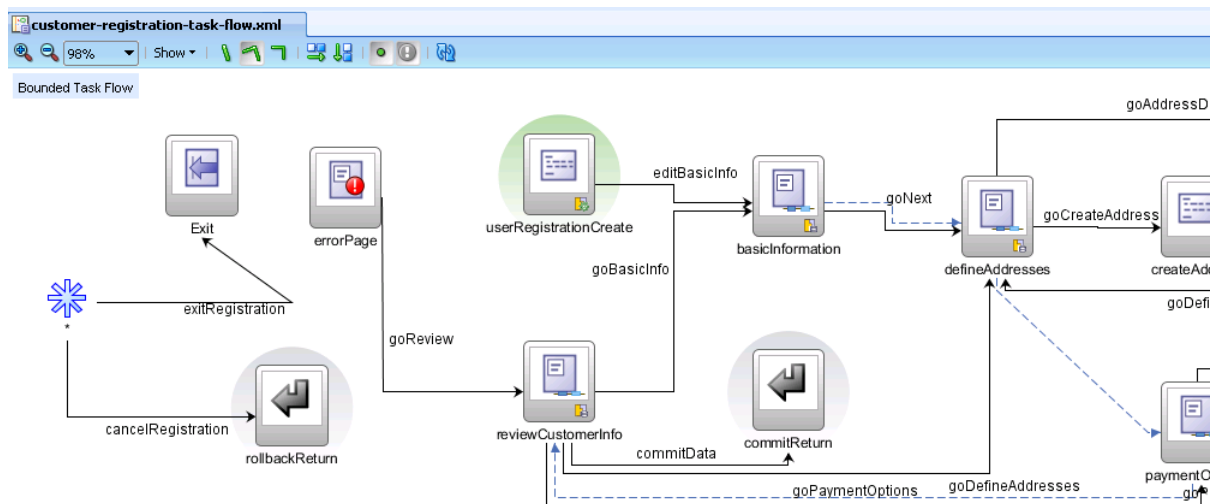 customer-registration-task-flow.xml
98%
Show
Bounded Task Flow
goAddressD
Exit
errorPage
editBasicInfo
userRegistrationCreate
goNext
basicInformation
goCreateAddress
defineAddresses
createAdd
goBasicInfo
goDefi
exitRegistration
*
goReview
cancelRegistration
rollbackReturn
reviewCustomerInfo
commitReturn
commitData
paymentO
goPaymentOptions
goDefineAddresses